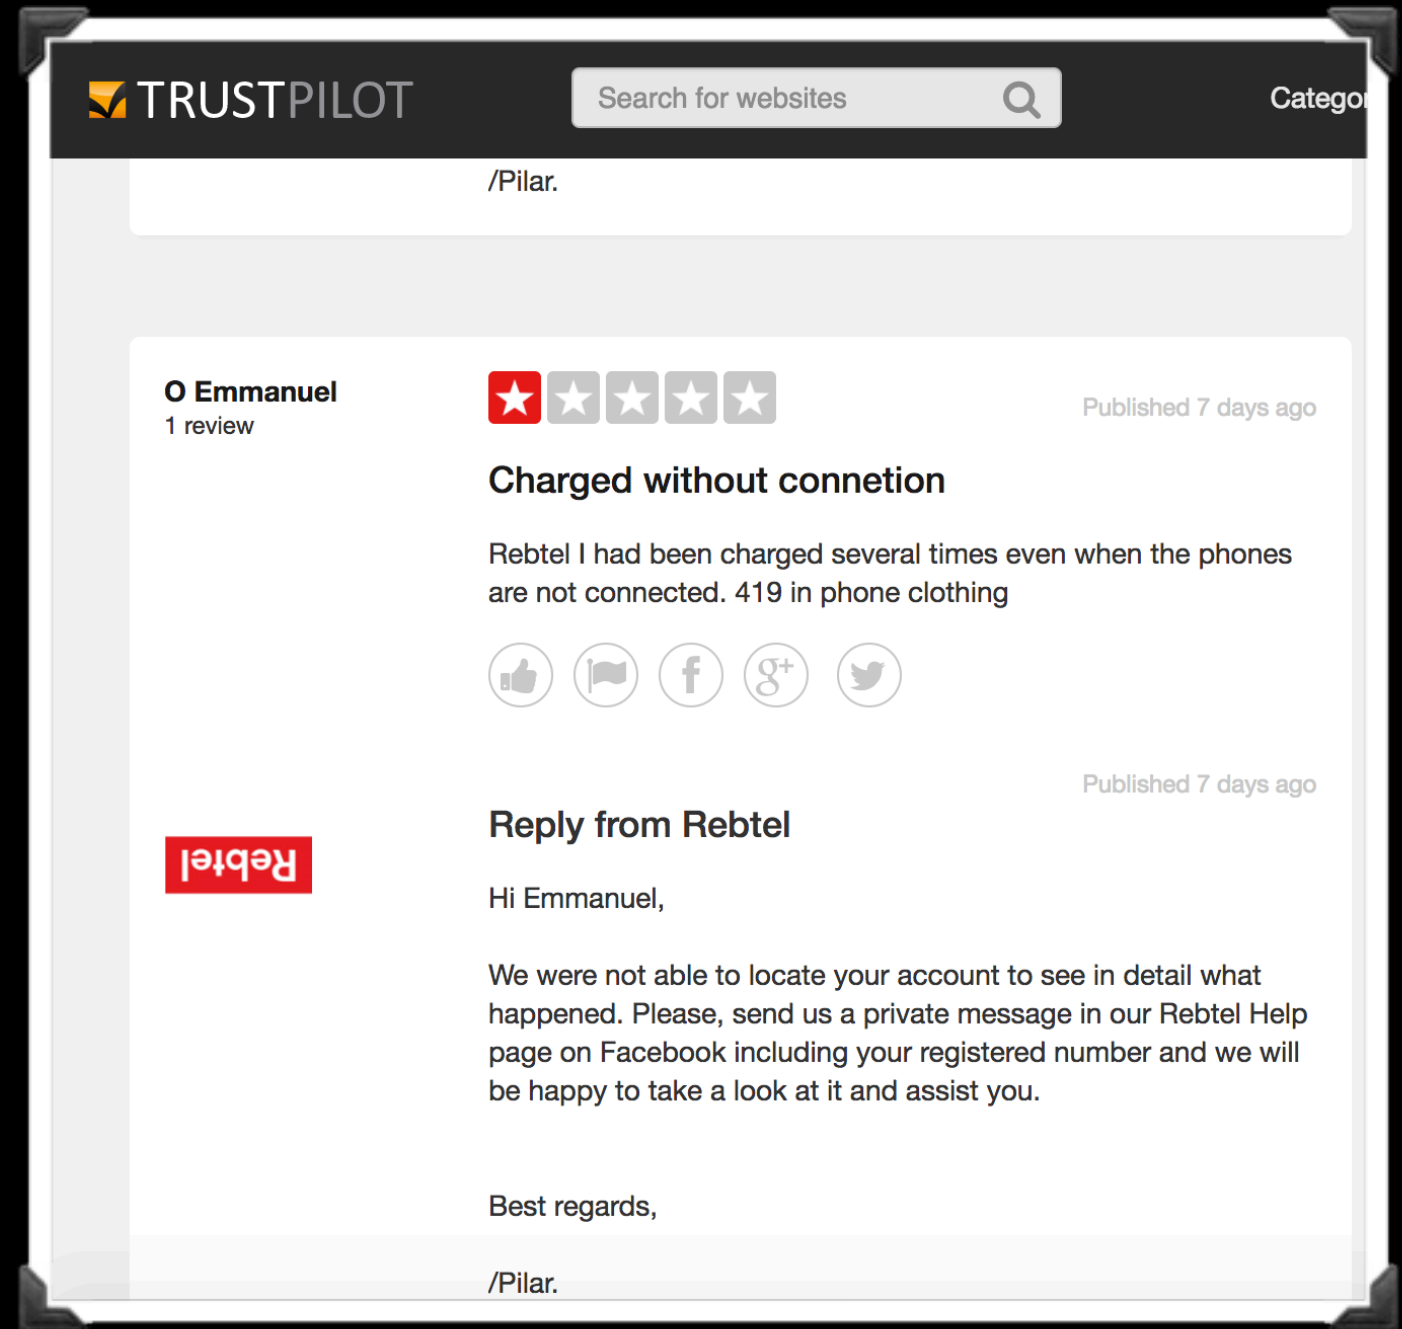 TRUSTPILOT
Search for websites
Categor
/Pilar.
O Emmanuel
1 review
Published 7 days ago
Charged without connetion
Rebtel I had been charged several times even when the phones
are not connected. 419 in phone clothing
f
g+
Published 7 days ago
Reply from Rebtel
Rebtel
Hi Emmanuel,
We were not able to locate your account to see in detail what
happened. Please, send us a private message in our Rebtel Help
page on Facebook including your registered number and we will
be happy to take a look at it and assist you.
Best regards,
/Pilar.